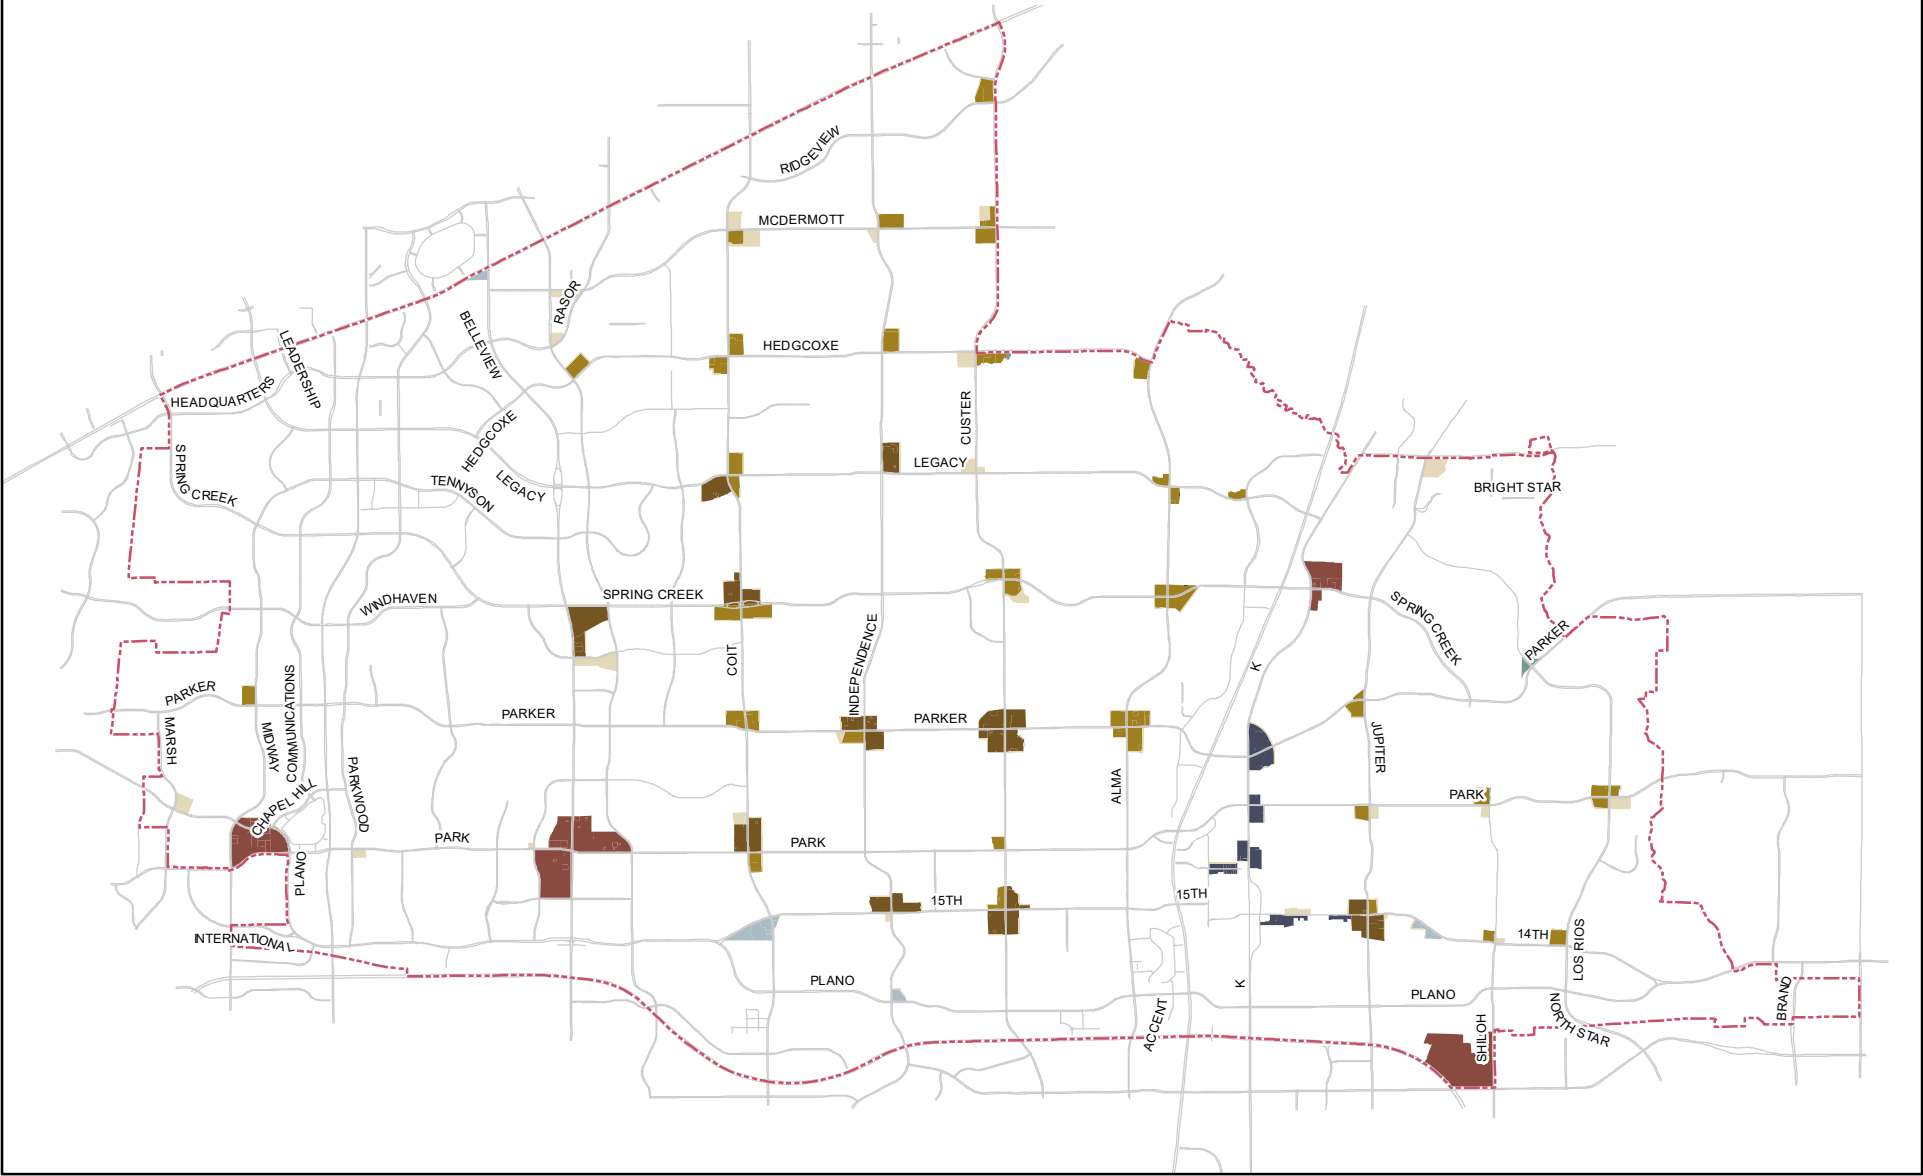 RIDGEVIEW
MCDERMOTT
RASOR
BELLEVIEW
LEADERSHIP
HEADQUARTERS
HEDGCOXE
HEDGCOXE
CUSTER
SPRING CREEK
TENNYSON
LEGACY
LEGACY
BRIGHT STAR
WINDHAVEN
SPRING CREEK
SPRING CREEK
PARKER
COIT
INDEPENDENCE
K
PARKER
MARSH
MIDWAY
COMMUNICATIONS
PARKER
PARKER
JUPITER
PARKWOOD
CHAPEL HILL
ALMA
PARK
PARK
PARK
PLANO
15TH
15TH
INTERNATIONAL
14TH
LOS RIOS
PLANO
K
PLANO
ACCENT
NORTH STAR
SHILOH
BRAND